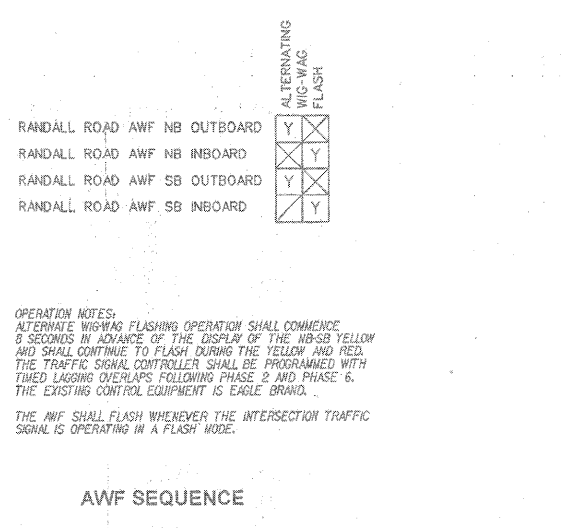 ALTERNATING
WIG-WAG
FLASH
RANDALL ROAD AWF NB OUTBOARD Y X
RANDALL ROAD AWF NB INBOARD X Y
RANDALL ROAD AWF SB OUTBOARD Y X
RANDALL ROAD AWF SB INBOARD / Y
OPERATION NOTES:
ALTERNATE WIG-WAG FLASHING OPERATION SHALL COMMENCE
8 SECONDS IN ADVANCE OF THE DISPLAY OF THE NB-SB YELLOW
AND SHALL CONTINUE TO FLASH DURING THE YELLOW AND RED.
THE TRAFFIC SIGNAL CONTROLLER SHALL BE PROGRAMMED WITH
TIMED LAGGING OVERLAPS FOLLOWING PHASE 2 AND PHASE 6.
THE EXISTING CONTROL EQUIPMENT IS EAGLE BRAND.
THE AWF SHALL FLASH WHENEVER THE INTERSECTION TRAFFIC
SIGNAL IS OPERATING IN A FLASH MODE.
AWF SEQUENCE